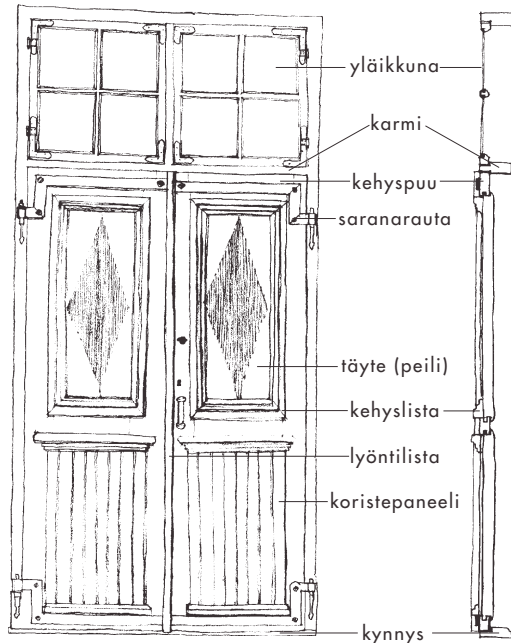 yläikkuna
karmi
kehyspuu
saranarauta
täyte (peili)
kehyslista
lyöntilista
koristepaneeli
kynnys